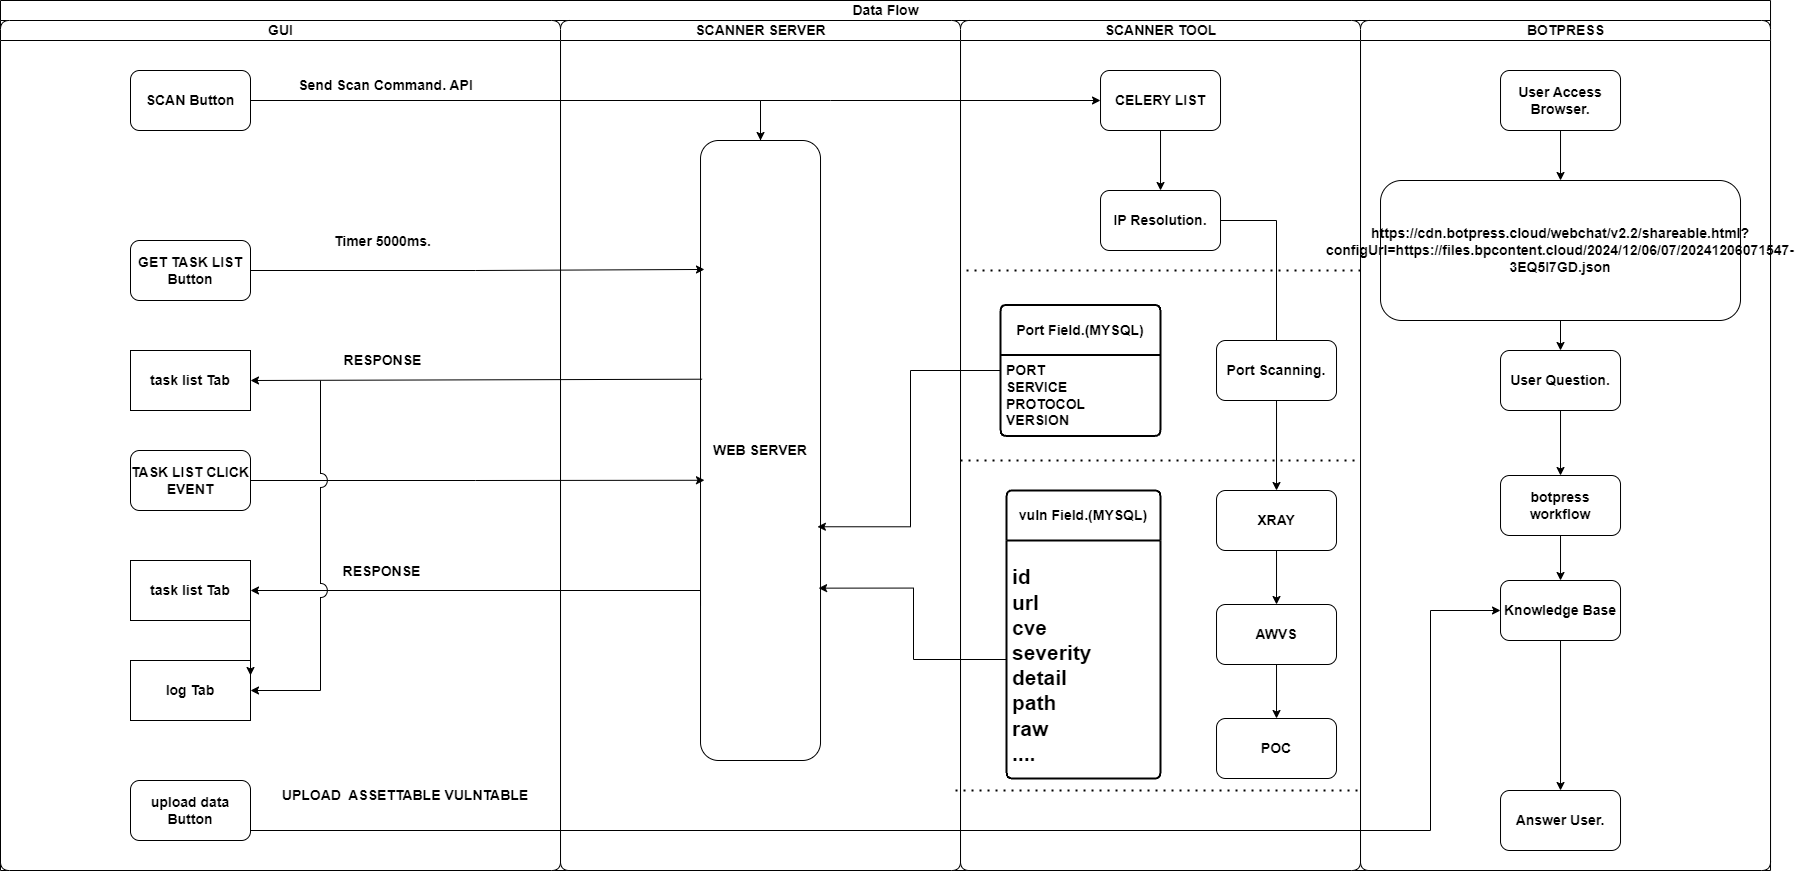 Data Flow
GUI
SCANNER SERVER
SCANNER TOOL
BOTPRESS
SCAN Button
Send Scan Command. API
CELERY LIST
User Access
Browser.
IP Resolution.
https://cdn.botpress.cloud/webchat/v2.2/shareable.html?
configUrl=https://files.bpcontent.cloud/2024/12/06/07/20241206071547-
3EQ5I7GD.json
Timer 5000ms.
GET TASK LIST
Button
Port Field.(MYSQL)
PORT
SERVICE
PROTOCOL
VERSION
Port Scanning.
User Question.
RESPONSE
task list Tab
WEB SERVER
TASK LIST CLICK
EVENT
vuln Field.(MYSQL)
id
url
cve
severity
detail
path
raw
....
XRAY
botpress
workflow
RESPONSE
task list Tab
AWVS
Knowledge Base
log Tab
POC
upload data
Button
UPLOAD  ASSETTABLE VULNTABLE
Answer User.